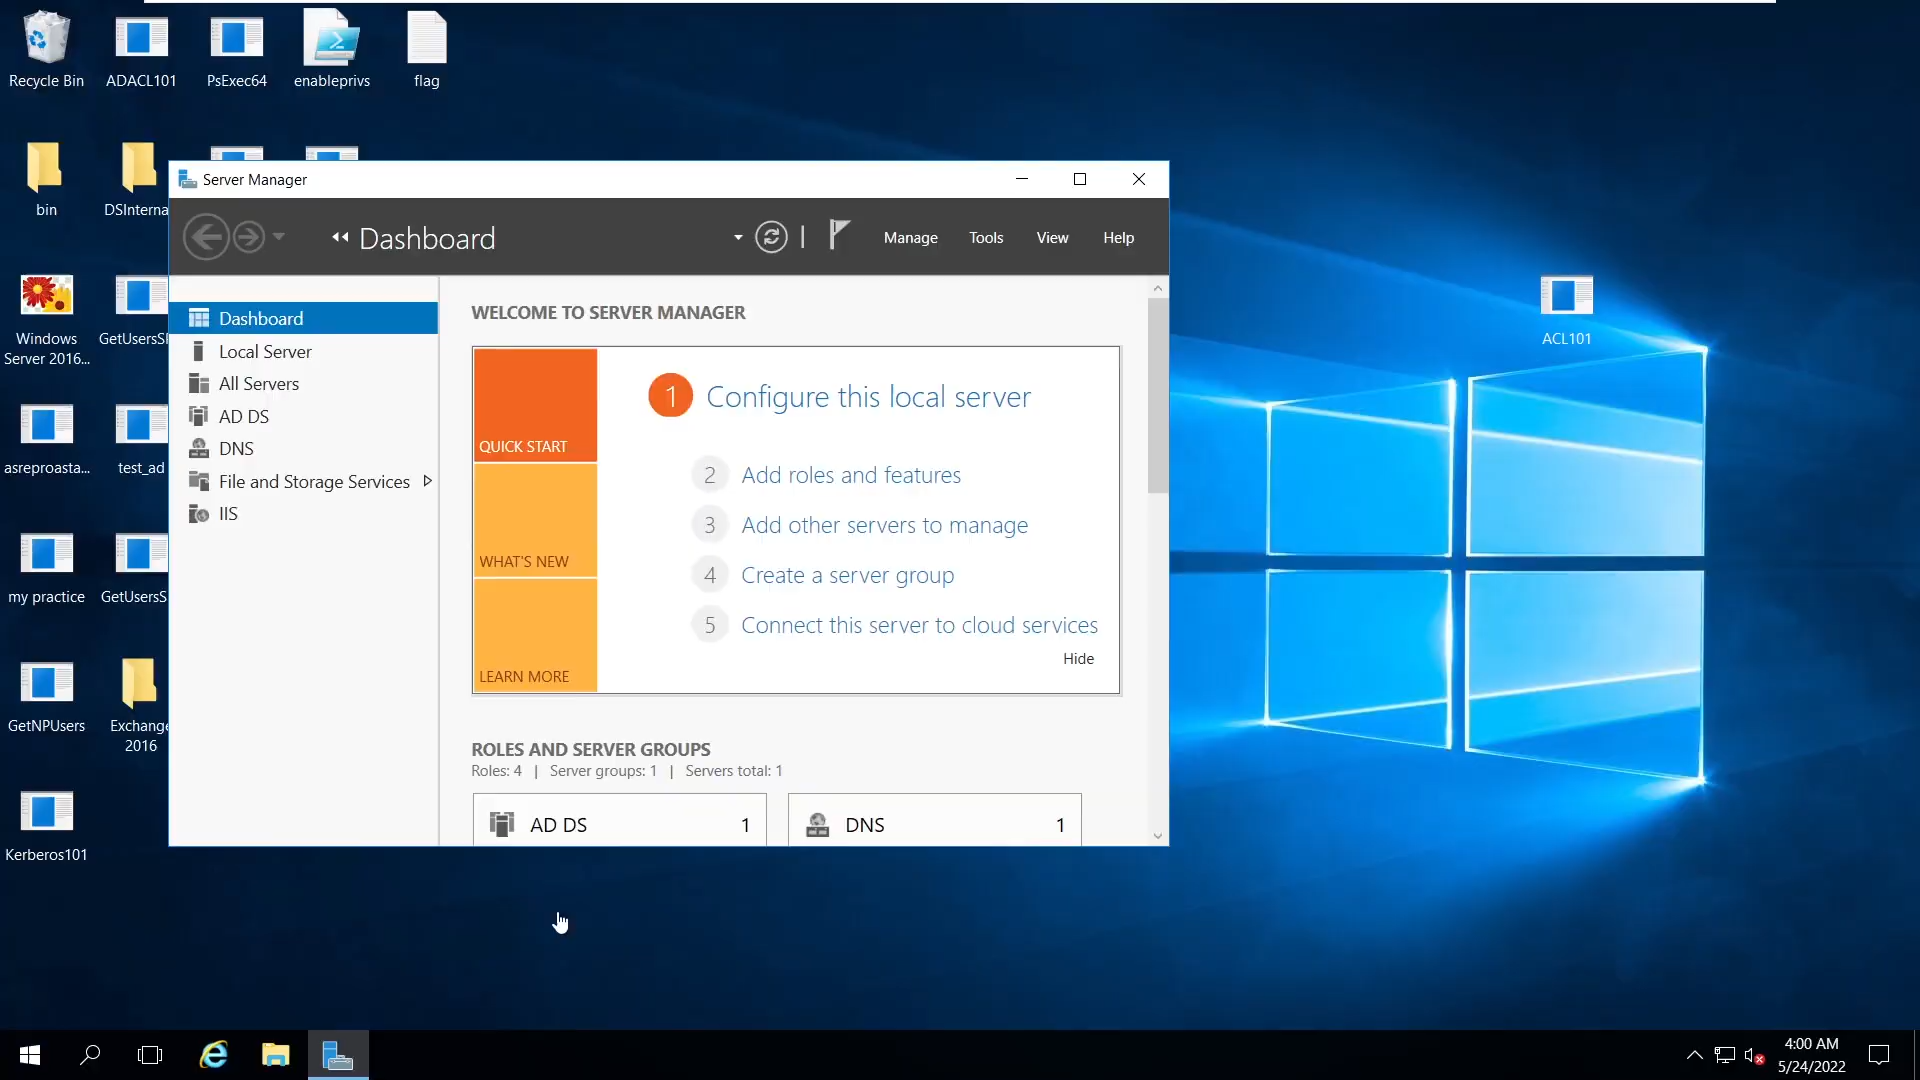 Recycle Bin
ADACL101
PsExec64
enableprivs
flag
bin
DSInterna
Windows
Server 2016...
GetUsersS
asreproasta...
test_ad
my practice
GetUsersS
GetNPUsers
Exchange
2016
Kerberos101
ACL101
Server Manager
Dashboard
Manage
Tools
View
Help
Dashboard
Local Server
All Servers
AD DS
DNS
File and Storage Services
IIS
WELCOME TO SERVER MANAGER
QUICK START
WHAT'S NEW
LEARN MORE
1 Configure this local server
2 Add roles and features
3 Add other servers to manage
4 Create a server group
5 Connect this server to cloud services
Hide
ROLES AND SERVER GROUPS
Roles: 4 | Server groups: 1 | Servers total: 1
AD DS 1
DNS 1
4:00 AM
5/24/2022